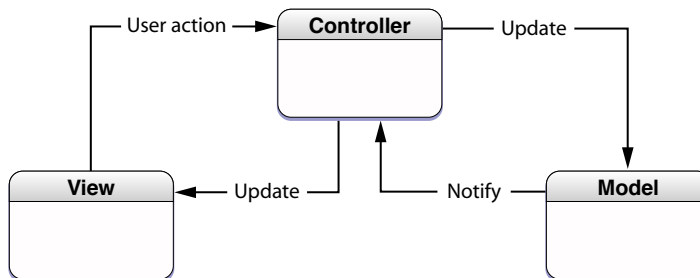 User action
Controller
Update
View
Update
Notify
Model